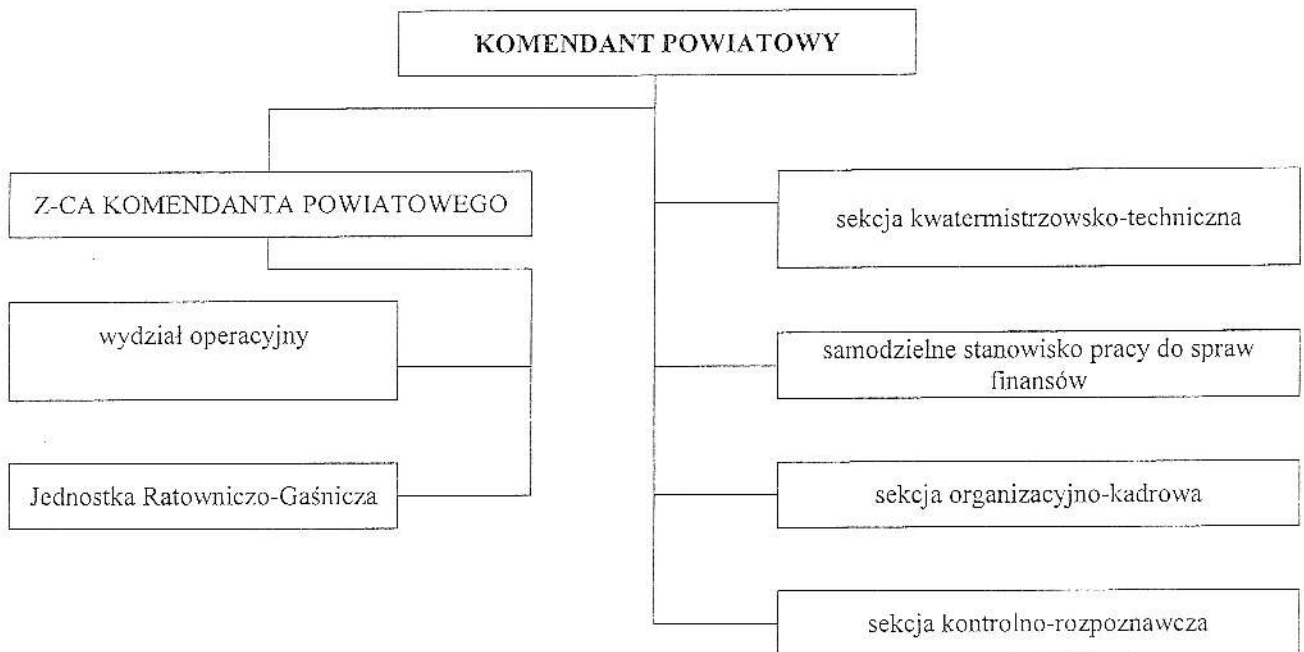 KOMENDANT POWIATOWY
Z-CA KOMENDANTA POWIATOWEGO
wydział operacyjny
Jednostka Ratowniczo-Gaśnicza
sekcja kwatermistrzowsko-techniczna
samodzielne stanowisko pracy do spraw
finansów
sekcja organizacyjno-kadrowa
sekcja kontrolno-rozpoznawcza